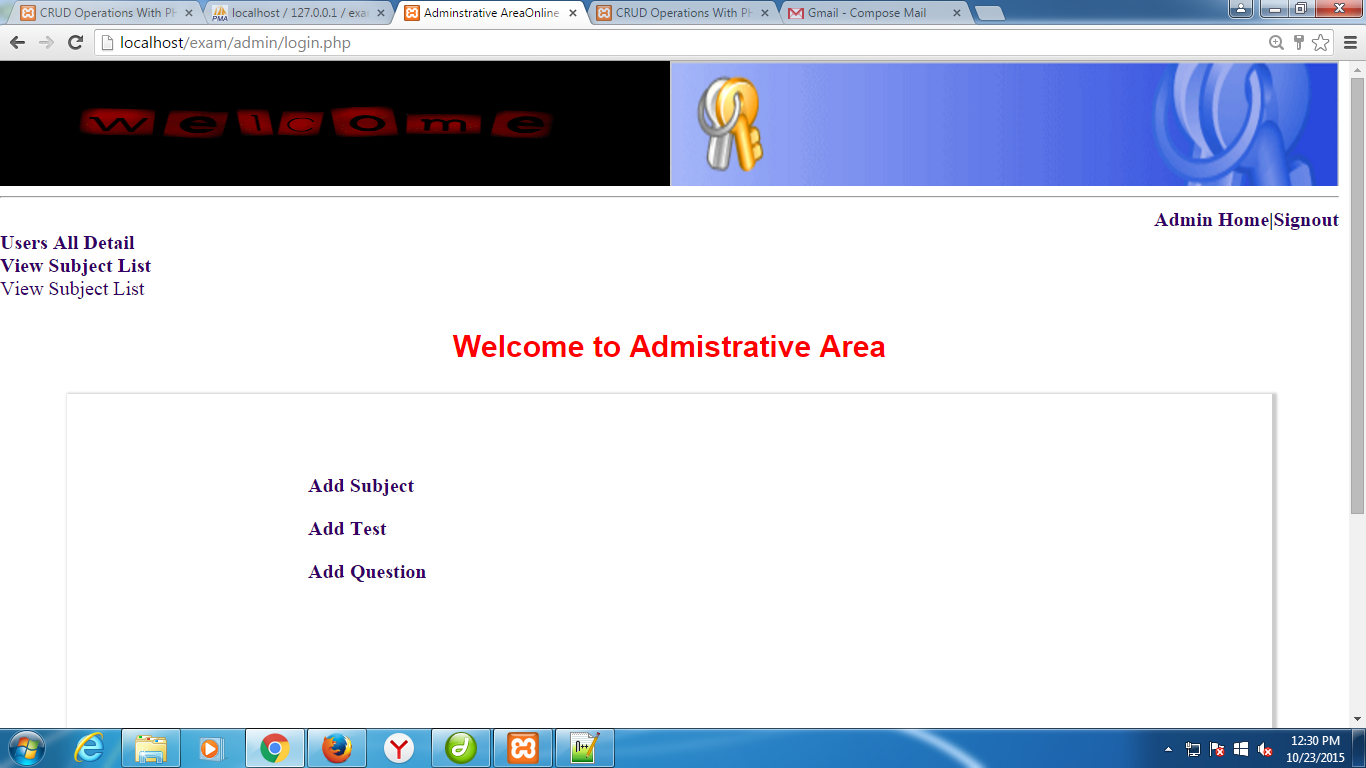 CRUD Operations With PH
localhost / 127.0.0.1 / exa
Adminstrative AreaOnline
CRUD Operations With PH
Gmail - Compose Mail
localhost/exam/admin/login.php
welcome
Admin Home|Signout
Users All Detail
View Subject List
View Subject List
Welcome to Admistrative Area
Add Subject
Add Test
Add Question
12:30 PM
10/23/2015